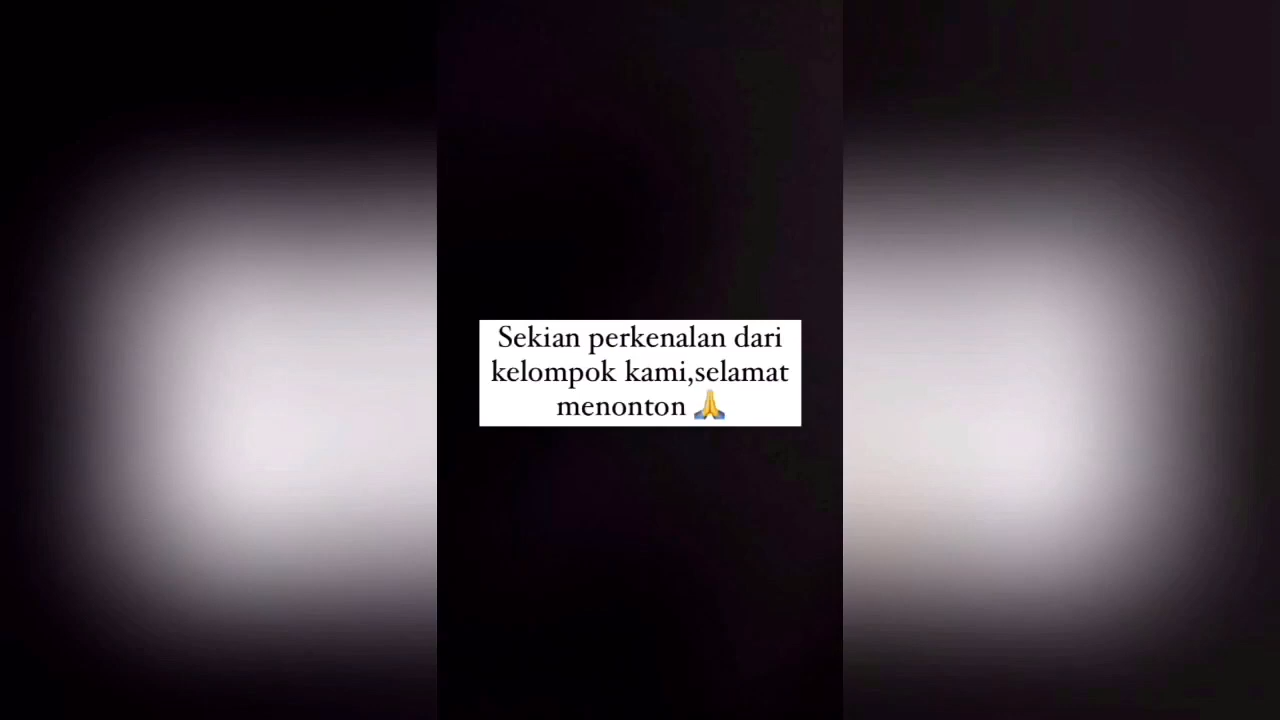 Sekian perkenalan dari
kelompok kami,selamat
menonton 🙏